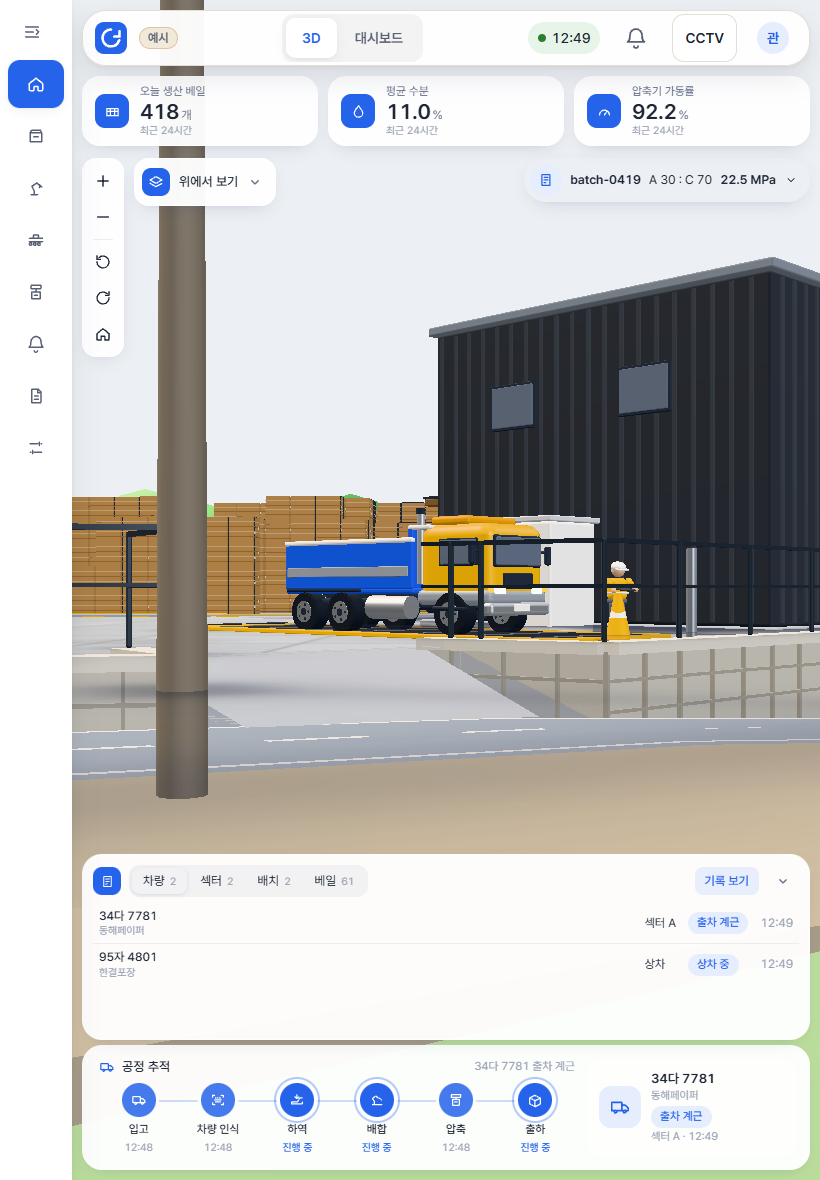 예시
3D
대시보드
12:49
CCTV
관
오늘 생산 베일
418개
최근 24시간
평균 수분
11.0%
최근 24시간
압축기 가동률
92.2%
최근 24시간
위에서 보기
batch-0419 A 30 : C 70 22.5 MPa
차량 2
섹터 2
배치 2
베일 61
기록 보기
34다 7781
동해페이퍼
섹터 A
출차 계근
12:49
95자 4801
한결포장
상차
상차 중
12:49
공정 추적
34다 7781 출차 계근
입고
12:48
차량 인식
12:48
하역
진행 중
배합
진행 중
압축
12:48
출하
진행 중
34다 7781
동해페이퍼
출차 계근
섹터 A · 12:49